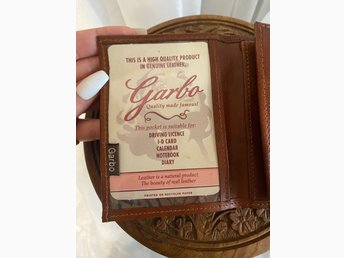 THIS IS A HIGH QUALITY PRODUCT
IN GENUINE LEATHER.
Garbo
Quality made famous!
This pocket is suitable for:
DRIVING LICENCE
I-D CARD
CALENDAR
NOTEBOOK
DIARY
Garbo
Leather is a natural product.
The beauty of real leather
PRINTED ON RECYCLED PAPER